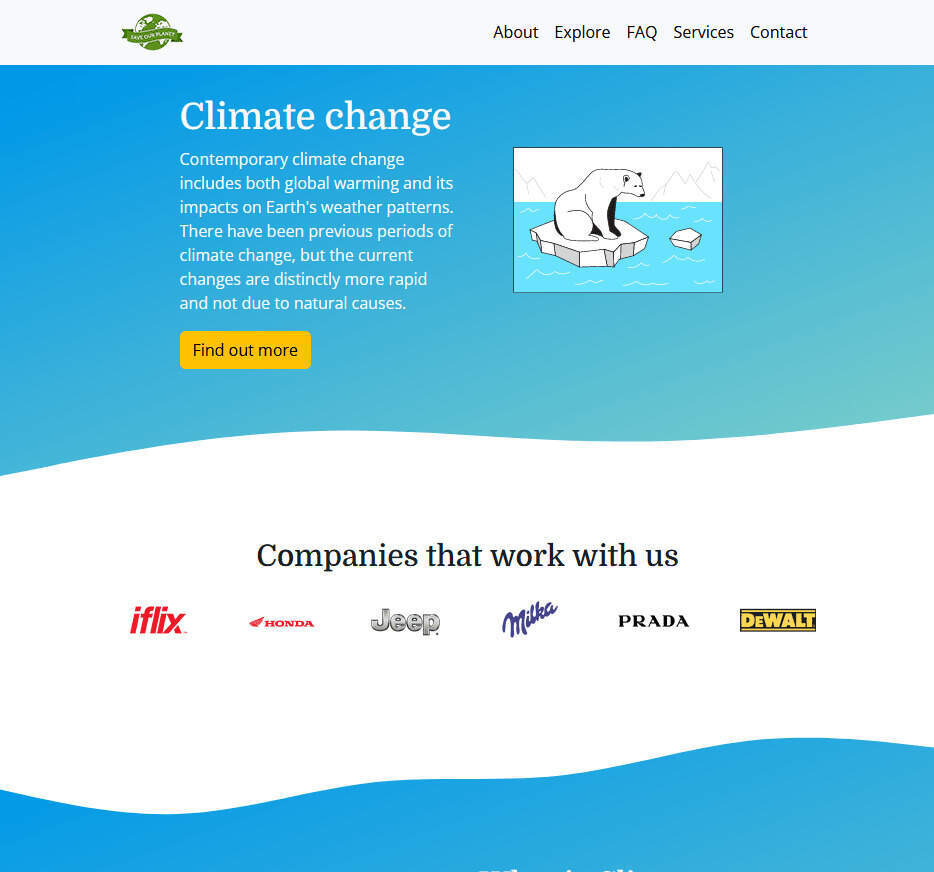 SAVE OUR PLANET
About Explore FAQ Services Contact
Climate change
Contemporary climate change
includes both global warming and its
impacts on Earth's weather patterns.
There have been previous periods of
climate change, but the current
changes are distinctly more rapid
and not due to natural causes.
Find out more
Companies that work with us
iflix HONDA Jeep Milka PRADA DEWALT